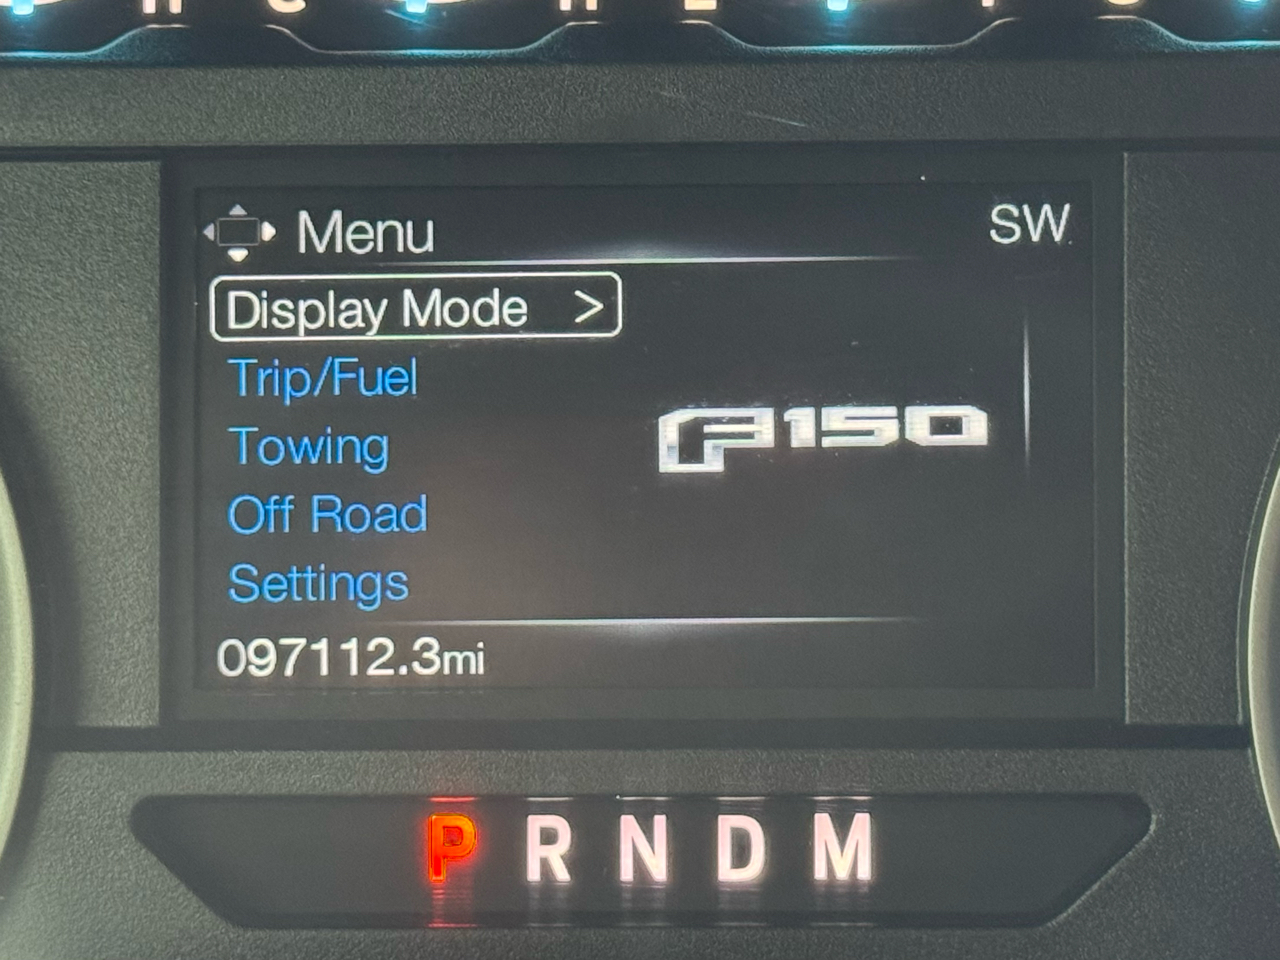 H C H E F
Menu SW
Display Mode >
Trip/Fuel
Towing
Off Road
Settings
F150
097112.3mi
P R N D M